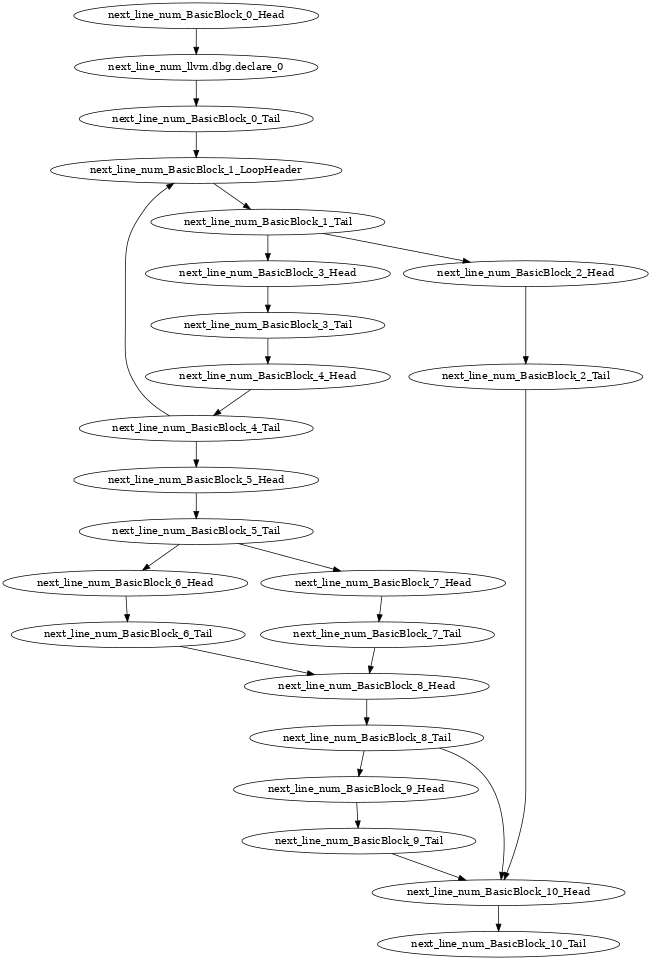 next_line_num_BasicBlock_0_Head
next_line_num_llvm.dbg.declare_0
next_line_num_BasicBlock_0_Tail
next_line_num_BasicBlock_1_LoopHeader
next_line_num_BasicBlock_1_Tail
next_line_num_BasicBlock_3_Head
next_line_num_BasicBlock_2_Head
next_line_num_BasicBlock_3_Tail
next_line_num_BasicBlock_4_Head
next_line_num_BasicBlock_2_Tail
next_line_num_BasicBlock_4_Tail
next_line_num_BasicBlock_5_Head
next_line_num_BasicBlock_5_Tail
next_line_num_BasicBlock_6_Head
next_line_num_BasicBlock_7_Head
next_line_num_BasicBlock_6_Tail
next_line_num_BasicBlock_7_Tail
next_line_num_BasicBlock_8_Head
next_line_num_BasicBlock_8_Tail
next_line_num_BasicBlock_9_Head
next_line_num_BasicBlock_9_Tail
next_line_num_BasicBlock_10_Head
next_line_num_BasicBlock_10_Tail